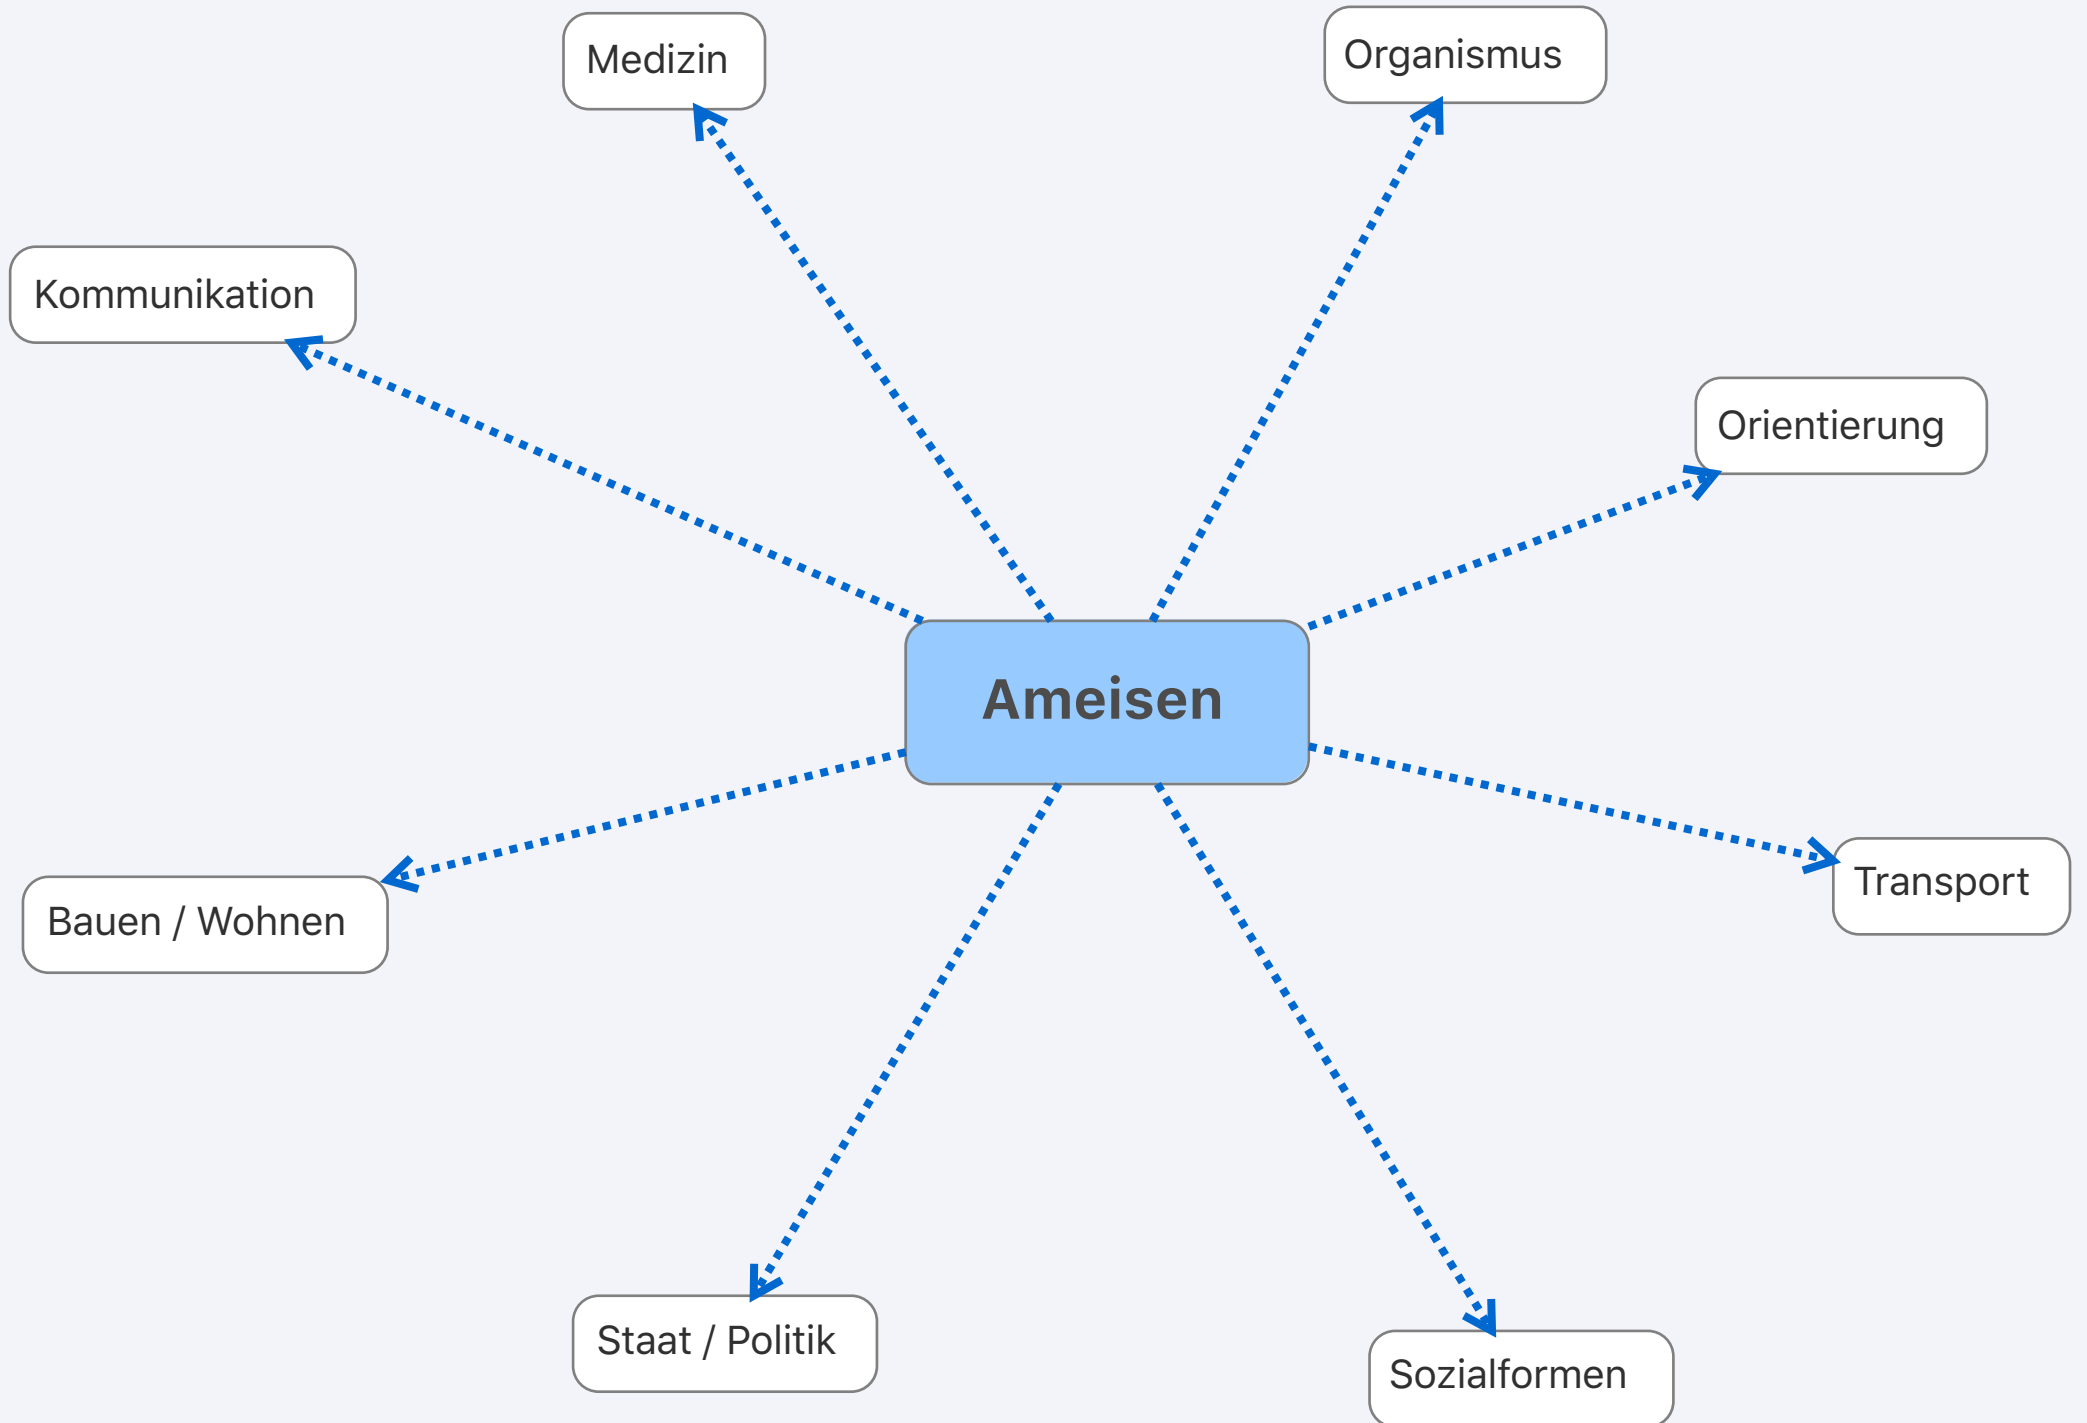 Medizin
Organismus
Kommunikation
Orientierung
Ameisen
Transport
Bauen / Wohnen
Staat / Politik
Sozialformen